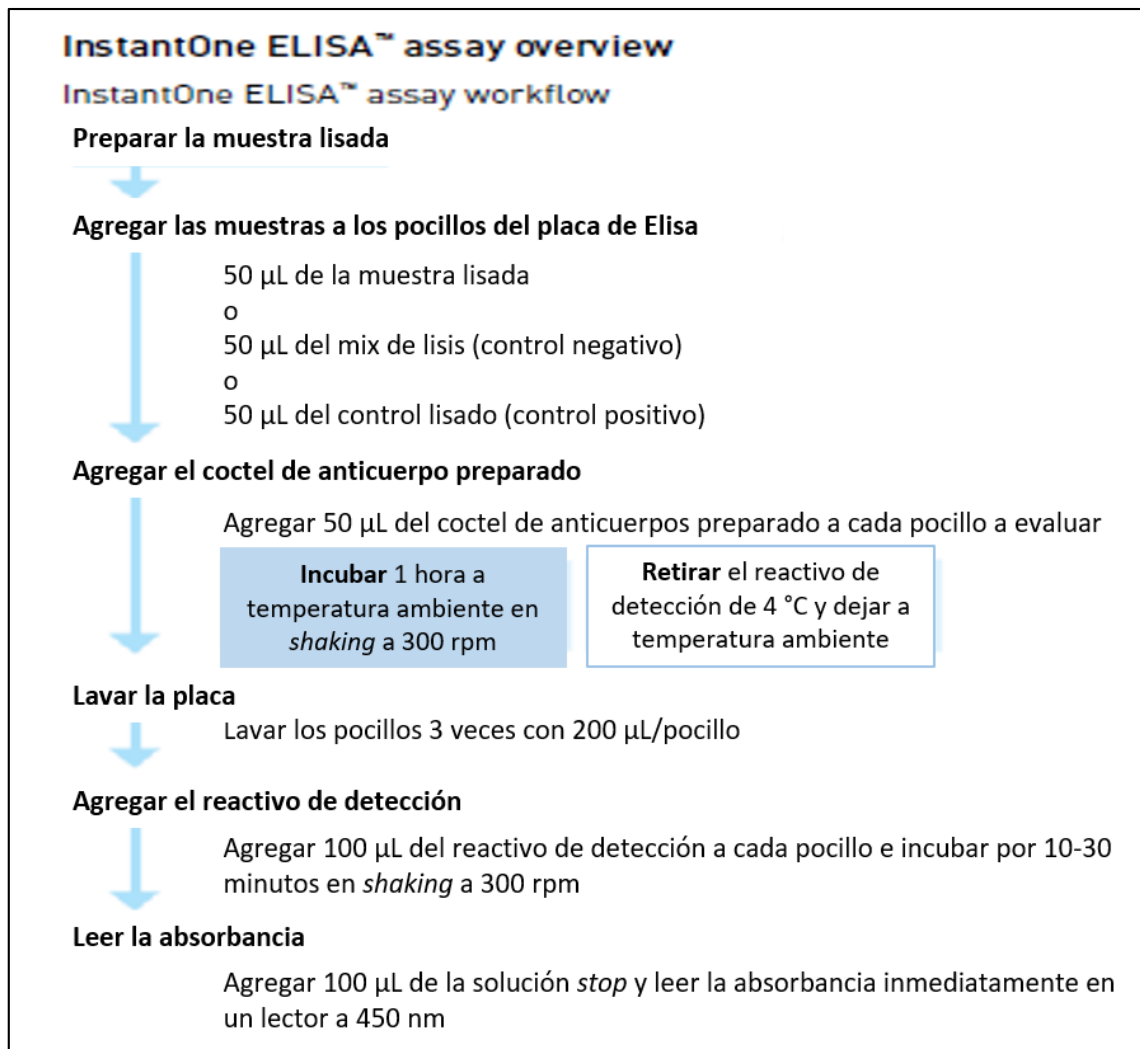 InstantOne ELISA™ assay overview
InstantOne ELISA™ assay workflow
Preparar la muestra lisada
Agregar las muestras a los pocillos del placa de Elisa
50 µL de la muestra lisada
o
50 µL del mix de lisis (control negativo)
o
50 µL del control lisado (control positivo)
Agregar el coctel de anticuerpo preparado
Agregar 50 µL del coctel de anticuerpos preparado a cada pocillo a evaluar
Incubar 1 hora a
temperatura ambiente en
shaking a 300 rpm
Retirar el reactivo de
detección de 4 °C y dejar a
temperatura ambiente
Lavar la placa
Lavar los pocillos 3 veces con 200 µL/pocillo
Agregar el reactivo de detección
Agregar 100 µL del reactivo de detección a cada pocillo e incubar por 10-30
minutos en shaking a 300 rpm
Leer la absorbancia
Agregar 100 µL de la solución stop y leer la absorbancia inmediatamente en
un lector a 450 nm